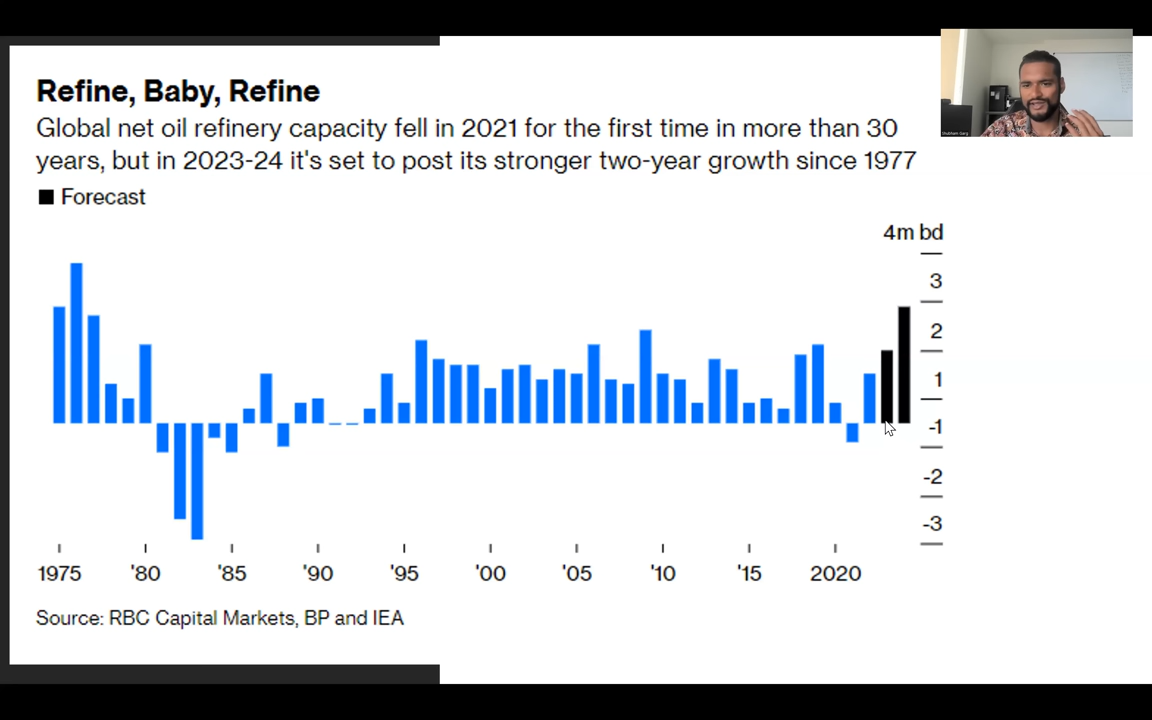 Refine, Baby, Refine
Global net oil refinery capacity fell in 2021 for the first time in more than 30
years, but in 2023-24 it's set to post its stronger two-year growth since 1977
Forecast
4m bd
3
2
1
-1
-2
-3
1975 '80 '85 '90 '95 '00 '05 '10 '15 2020
Source: RBC Capital Markets, BP and IEA
Shubham Garg